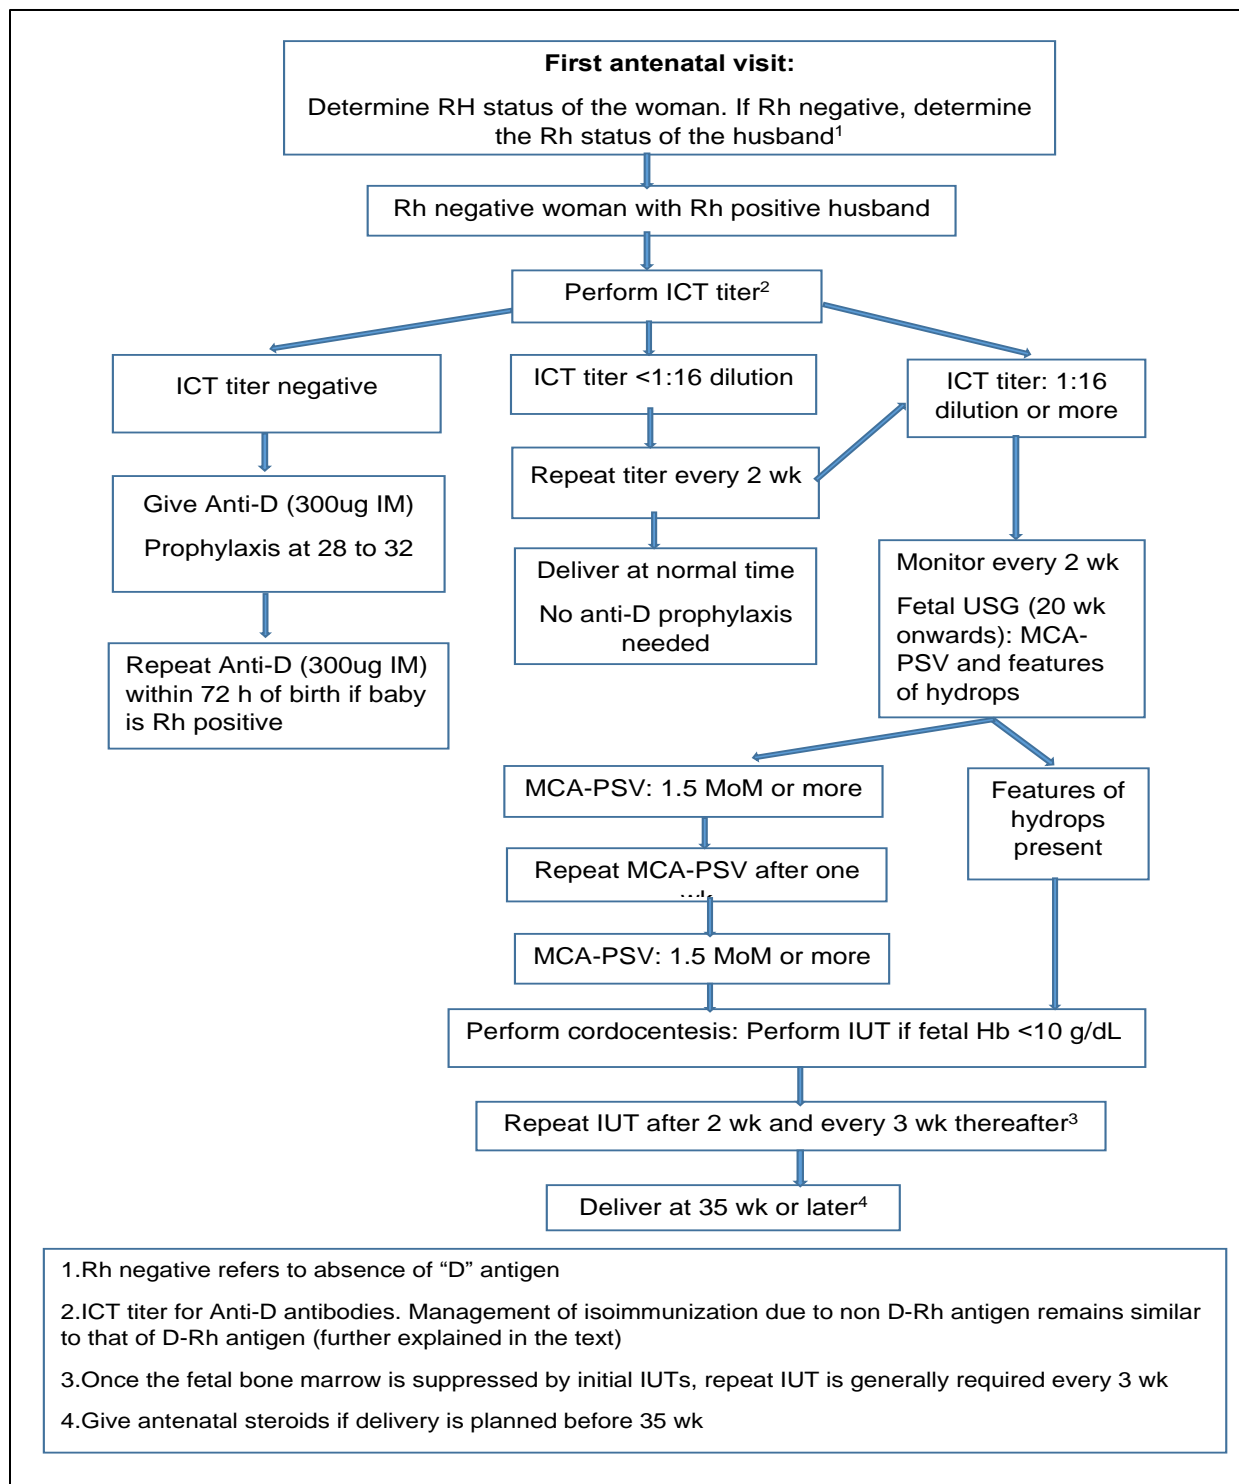 First antenatal visit:
Determine RH status of the woman. If Rh negative, determine
the Rh status of the husband1
Rh negative woman with Rh positive husband
Perform ICT titer2
ICT titer negative
ICT titer <1:16 dilution
ICT titer: 1:16
dilution or more
Repeat titer every 2 wk
Give Anti-D (300ug IM)
Prophylaxis at 28 to 32
Deliver at normal time
No anti-D prophylaxis
needed
Monitor every 2 wk
Fetal USG (20 wk
onwards): MCA-
PSV and features
of hydrops
Repeat Anti-D (300ug IM)
within 72 h of birth if baby
is Rh positive
MCA-PSV: 1.5 MoM or more
Features of
hydrops
present
Repeat MCA-PSV after one
wk
MCA-PSV: 1.5 MoM or more
Perform cordocentesis: Perform IUT if fetal Hb <10 g/dL
Repeat IUT after 2 wk and every 3 wk thereafter3
Deliver at 35 wk or later4
1.Rh negative refers to absence of “D” antigen
2.ICT titer for Anti-D antibodies. Management of isoimmunization due to non D-Rh antigen remains similar
to that of D-Rh antigen (further explained in the text)
3.Once the fetal bone marrow is suppressed by initial IUTs, repeat IUT is generally required every 3 wk
4.Give antenatal steroids if delivery is planned before 35 wk